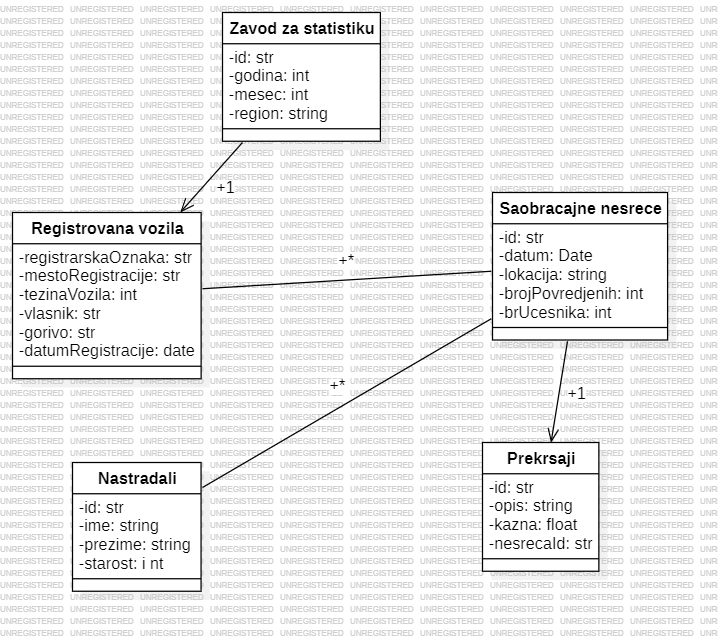 Zavod za statistiku
-id: str
-godina: int
-mesec: int
-region: string
+1
Registrovana vozila
-registrarskaOznaka: str
-mestoRegistracije: str
-tezinaVozila: int
-vlasnik: str
-gorivo: str
-datumRegistracije: date
+*
Saobracajne nesrece
-id: str
-datum: Date
-lokacija: string
-brojPovredjenih: int
-brUcesnika: int
+*
+1
Nastradali
-id: str
-ime: string
-prezime: string
-starost: i nt
Prekrsaji
-id: str
-opis: string
-kazna: float
-nesrecaId: str
UNREGISTERED